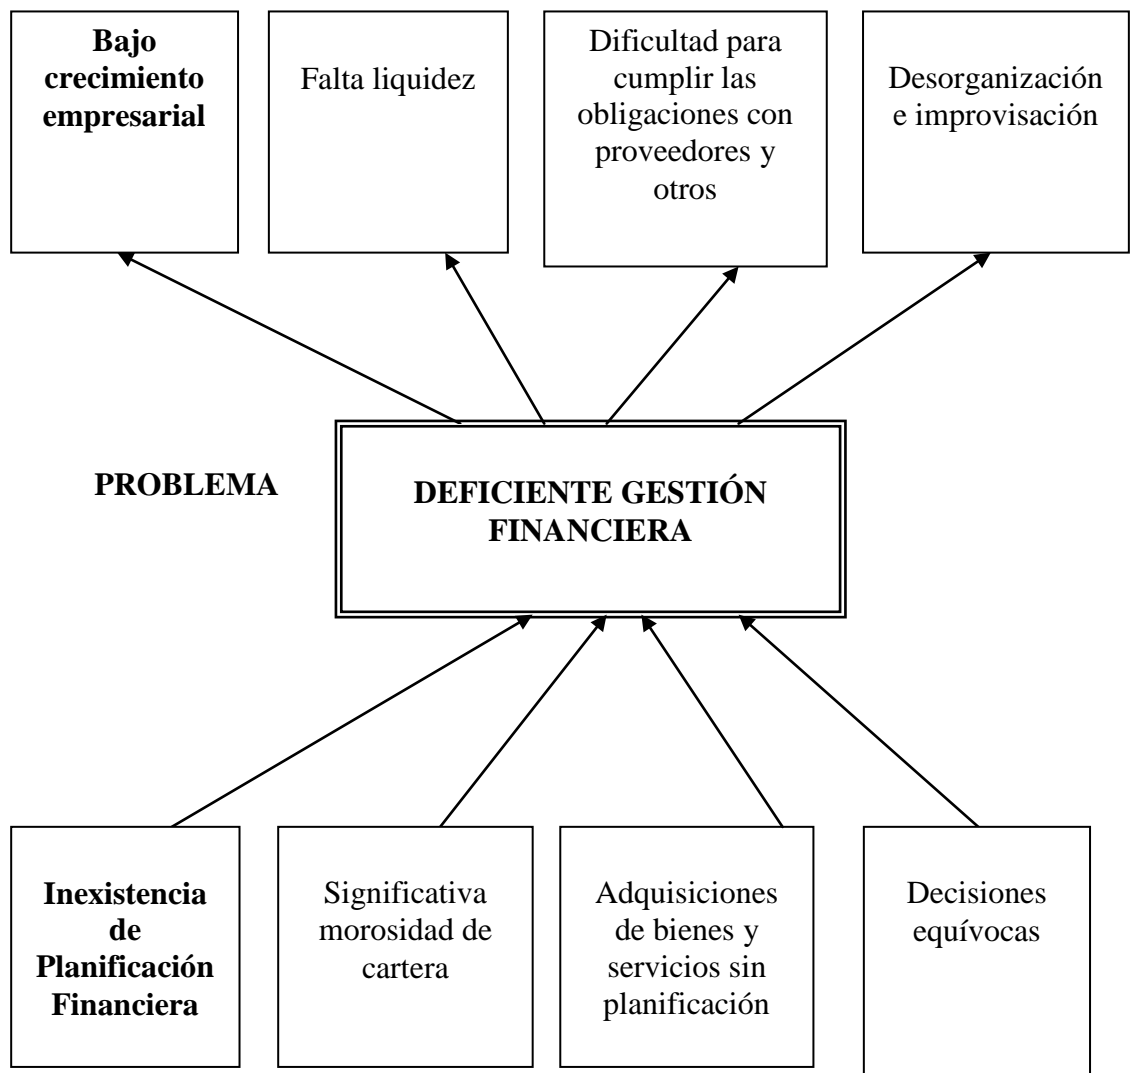 Bajo
crecimiento
empresarial
Falta liquidez
Dificultad para
cumplir las
obligaciones con
proveedores y
otros
Desorganización
e improvisación
PROBLEMA
DEFICIENTE GESTIÓN
FINANCIERA
Inexistencia
de
Planificación
Financiera
Significativa
morosidad de
cartera
Adquisiciones
de bienes y
servicios sin
planificación
Decisiones
equívocas